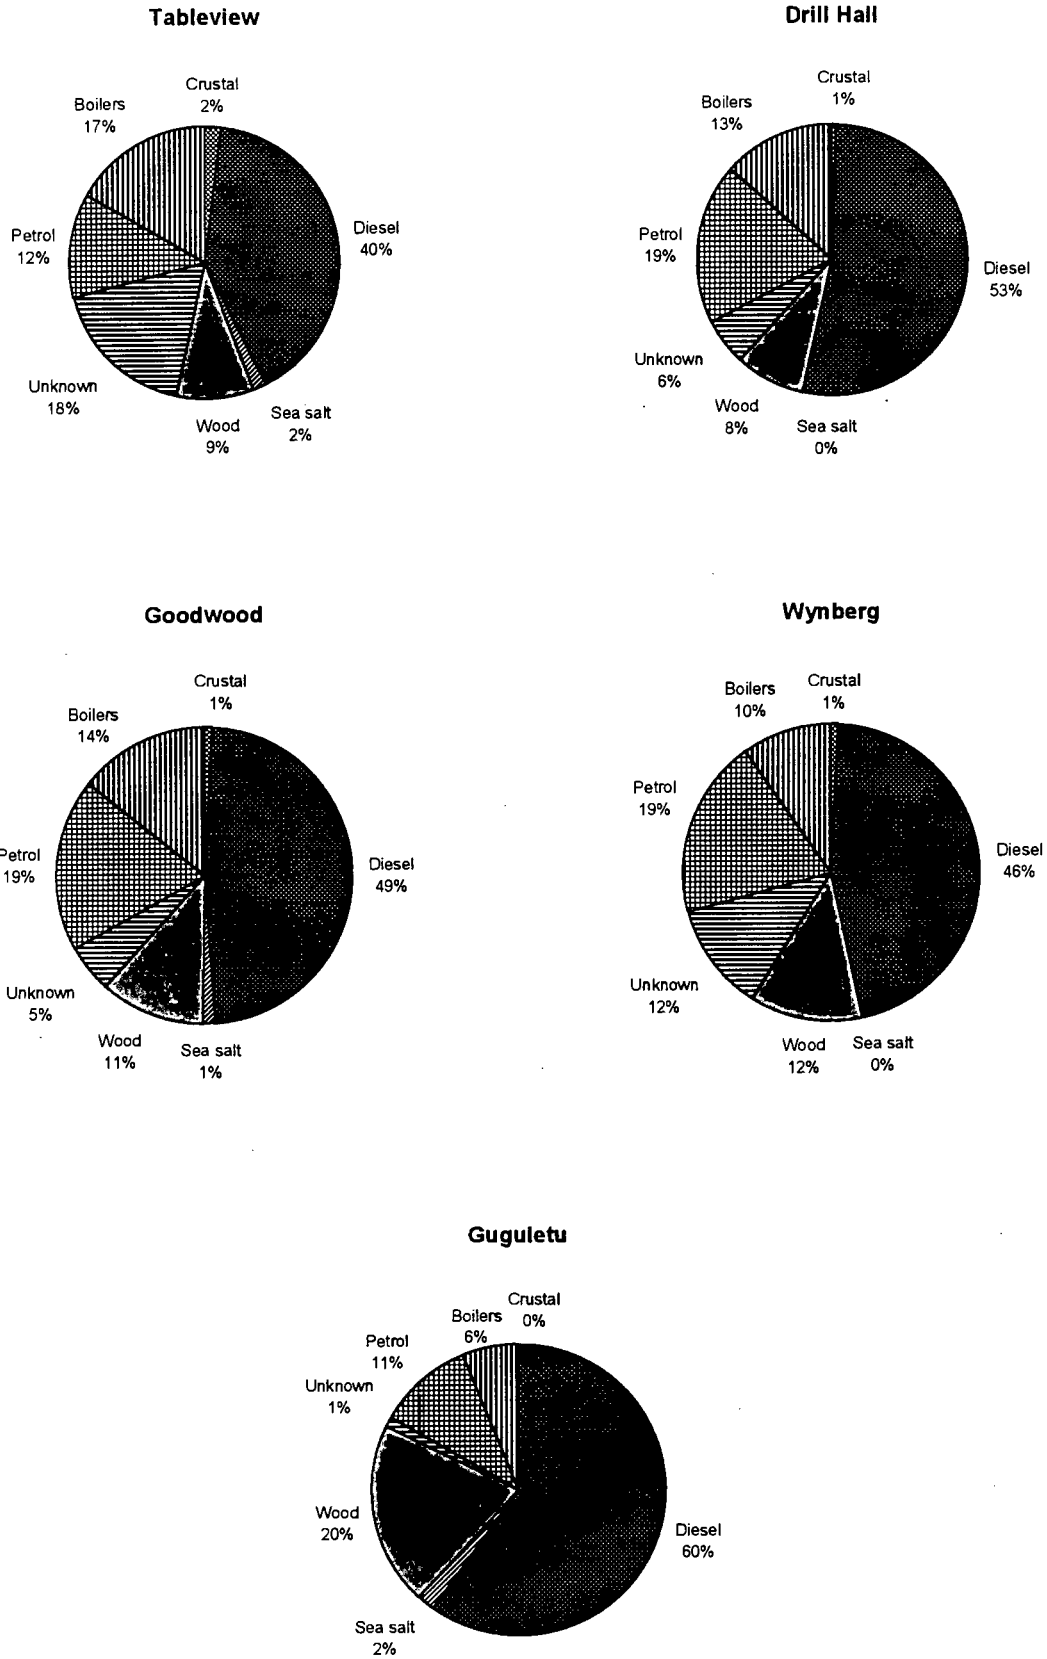 Tableview
Crustal
2%
Boilers
17%
Petrol
12%
Diesel
40%
Unknown
18%
Wood
9%
Sea salt
2%
Drill Hall
Crustal
1%
Boilers
13%
Petrol
19%
Diesel
53%
Unknown
6%
Wood
8%
Sea salt
0%
Goodwood
Crustal
1%
Boilers
14%
Petrol
19%
Diesel
49%
Unknown
5%
Wood
11%
Sea salt
1%
Wynberg
Crustal
1%
Boilers
10%
Petrol
19%
Diesel
46%
Unknown
12%
Wood
12%
Sea salt
0%
Guguletu
Crustal
0%
Boilers
6%
Petrol
11%
Unknown
1%
Wood
20%
Diesel
60%
Sea salt
2%